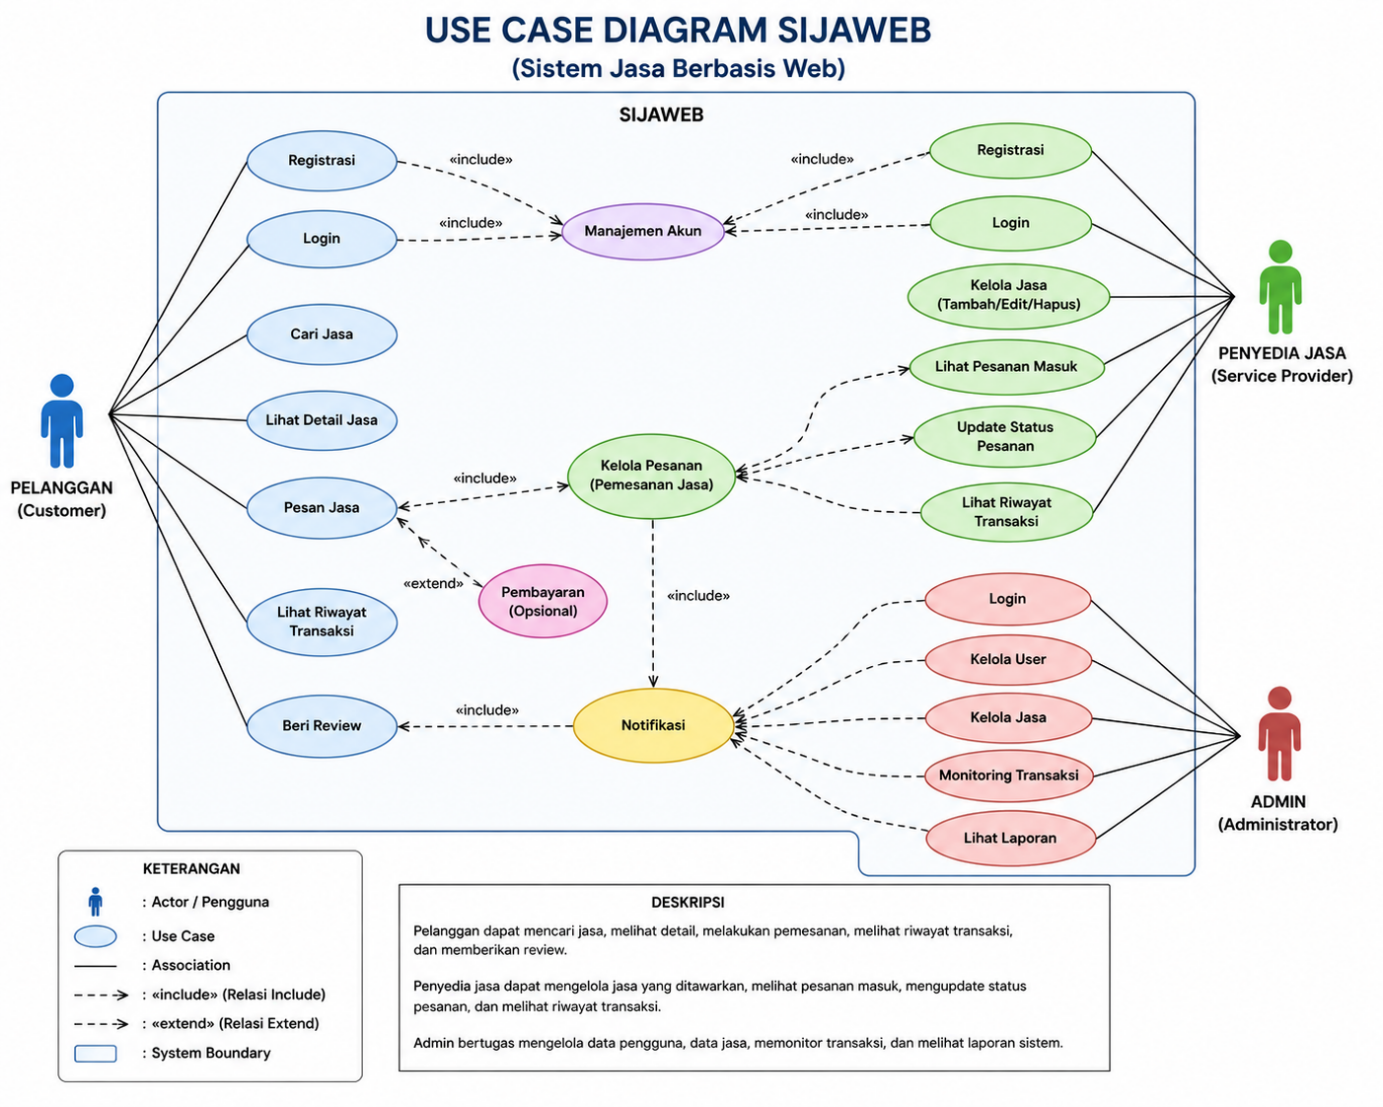 USE CASE DIAGRAM SIJAWEB
(Sistem Jasa Berbasis Web)
SIJAWEB
Registrasi
«include»
«include»
Registrasi
Login
«include»
Manajemen Akun
«include»
Login
Cari Jasa
Kelola Jasa
(Tambah/Edit/Hapus)
Lihat Detail Jasa
Lihat Pesanan Masuk
PENYEDIA JASA
(Service Provider)
Update Status
Pesanan
PELANGGAN
(Customer)
Pesan Jasa
«include»
Kelola Pesanan
(Pemesanan Jasa)
Lihat Riwayat
Transaksi
«extend»
Pembayaran
(Opsional)
«include»
Lihat Riwayat
Transaksi
Login
Kelola User
Beri Review
«include»
Notifikasi
Kelola Jasa
Monitoring Transaksi
Lihat Laporan
ADMIN
(Administrator)
KETERANGAN
: Actor / Pengguna
: Use Case
: Association
: «include» (Relasi Include)
: «extend» (Relasi Extend)
: System Boundary
DESKRIPSI
Pelanggan dapat mencari jasa, melihat detail, melakukan pemesanan, melihat riwayat transaksi,
dan memberikan review.
Penyedia jasa dapat mengelola jasa yang ditawarkan, melihat pesanan masuk, mengupdate status
pesanan, dan melihat riwayat transaksi.
Admin bertugas mengelola data pengguna, data jasa, memonitor transaksi, dan melihat laporan sistem.